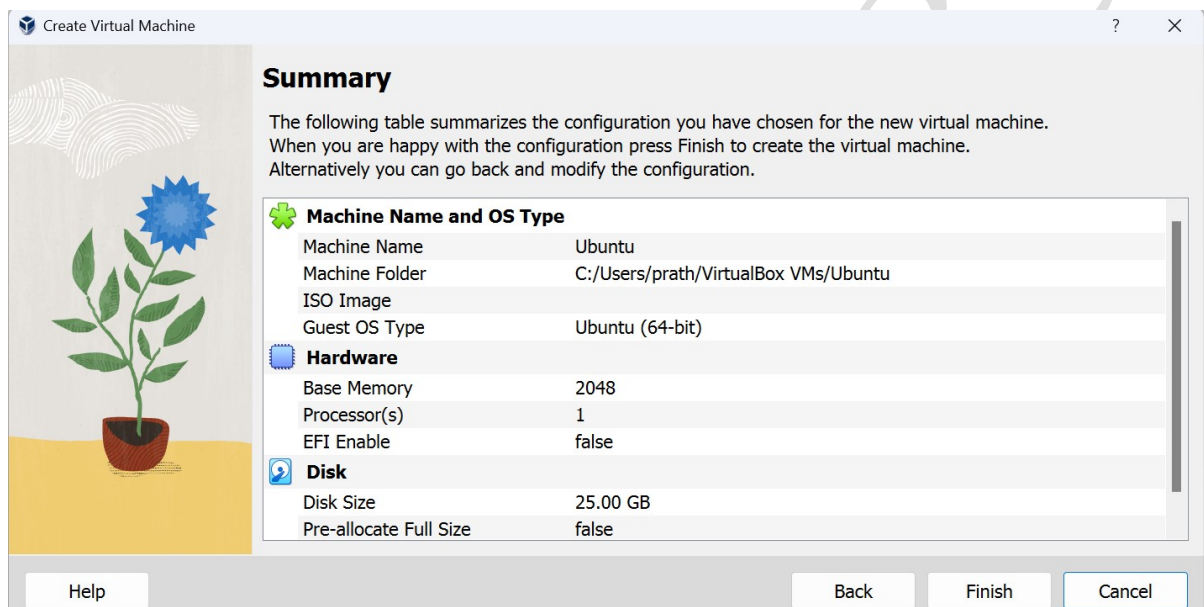 Create Virtual Machine ?
Summary
The following table summarizes the configuration you have chosen for the new virtual machine.
When you are happy with the configuration press Finish to create the virtual machine.
Alternatively you can go back and modify the configuration.
Machine Name and OS Type
Machine Name Ubuntu
Machine Folder C:/Users/prath/VirtualBox VMs/Ubuntu
ISO Image
Guest OS Type Ubuntu (64-bit)
Hardware
Base Memory 2048
Processor(s) 1
EFI Enable false
Disk
Disk Size 25.00 GB
Pre-allocate Full Size false
Help Back Finish Cancel